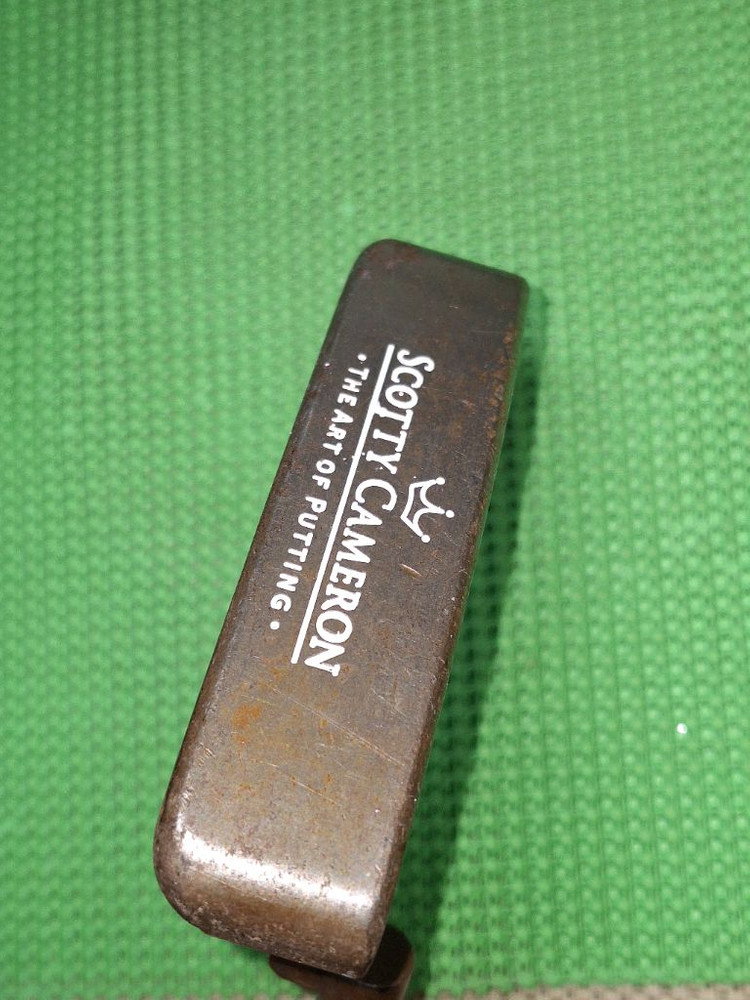 SCOTTY CAMERON
• THE ART OF PUTTING •